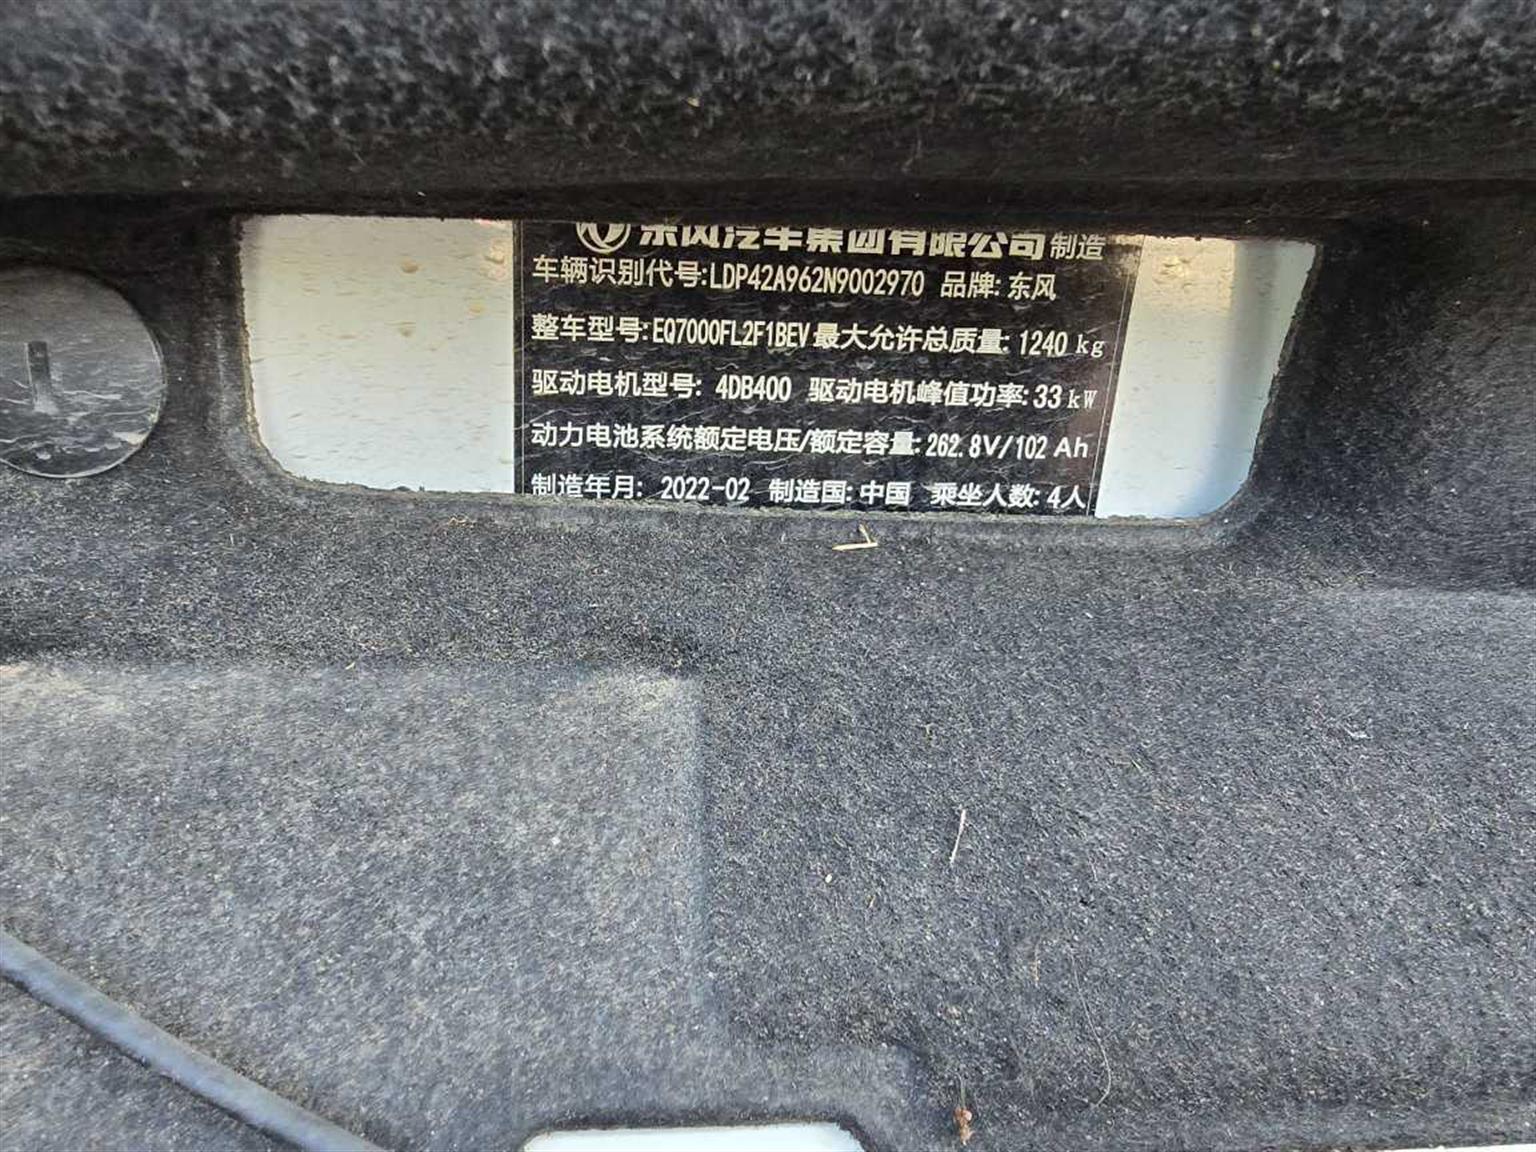 东风汽车集团有限公司制造
车辆识别代号:LDP42A962N9002970 品牌:东风
整车型号:EQ7000FL2F1BEV 最大允许总质量:1240 kg
驱动电机型号: 4DB400 驱动电机峰值功率:33 kW
动力电池系统额定电压/额定容量:262.8V/102 Ah
制造年月: 2022-02 制造国:中国 乘坐人数:4人